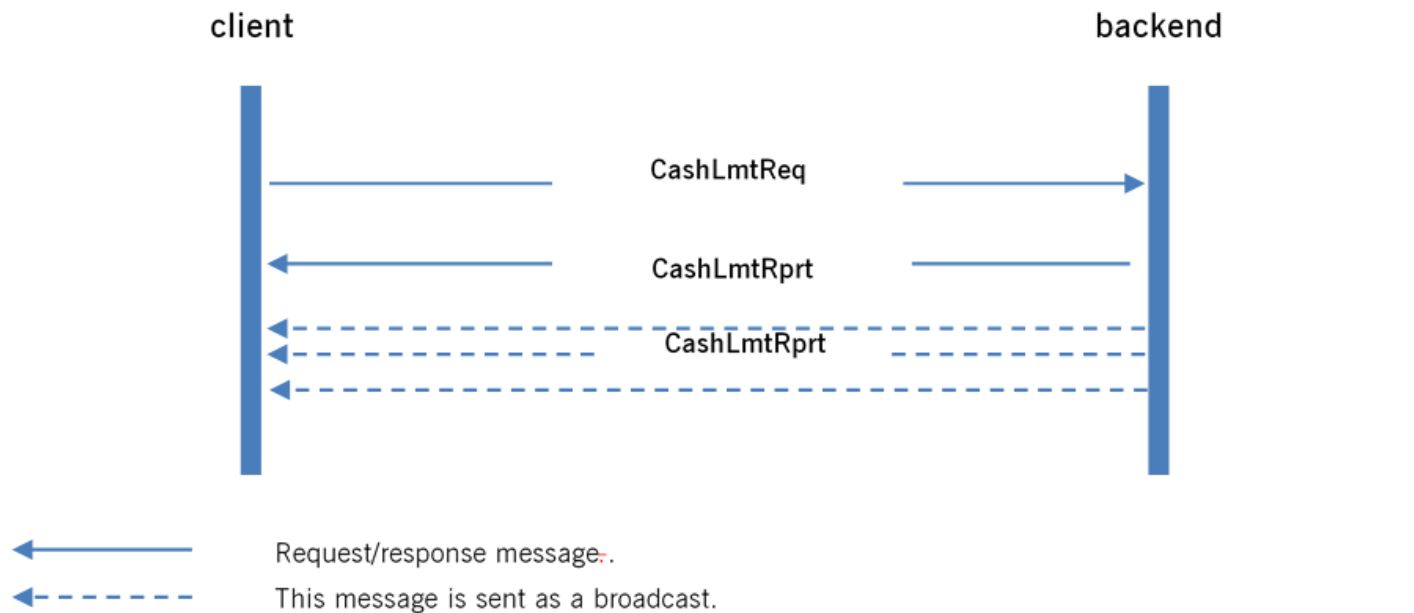 client
backend
CashLmtReq
CashLmtRprt
CashLmtRprt
Request/response message. .
This message is sent as a broadcast.